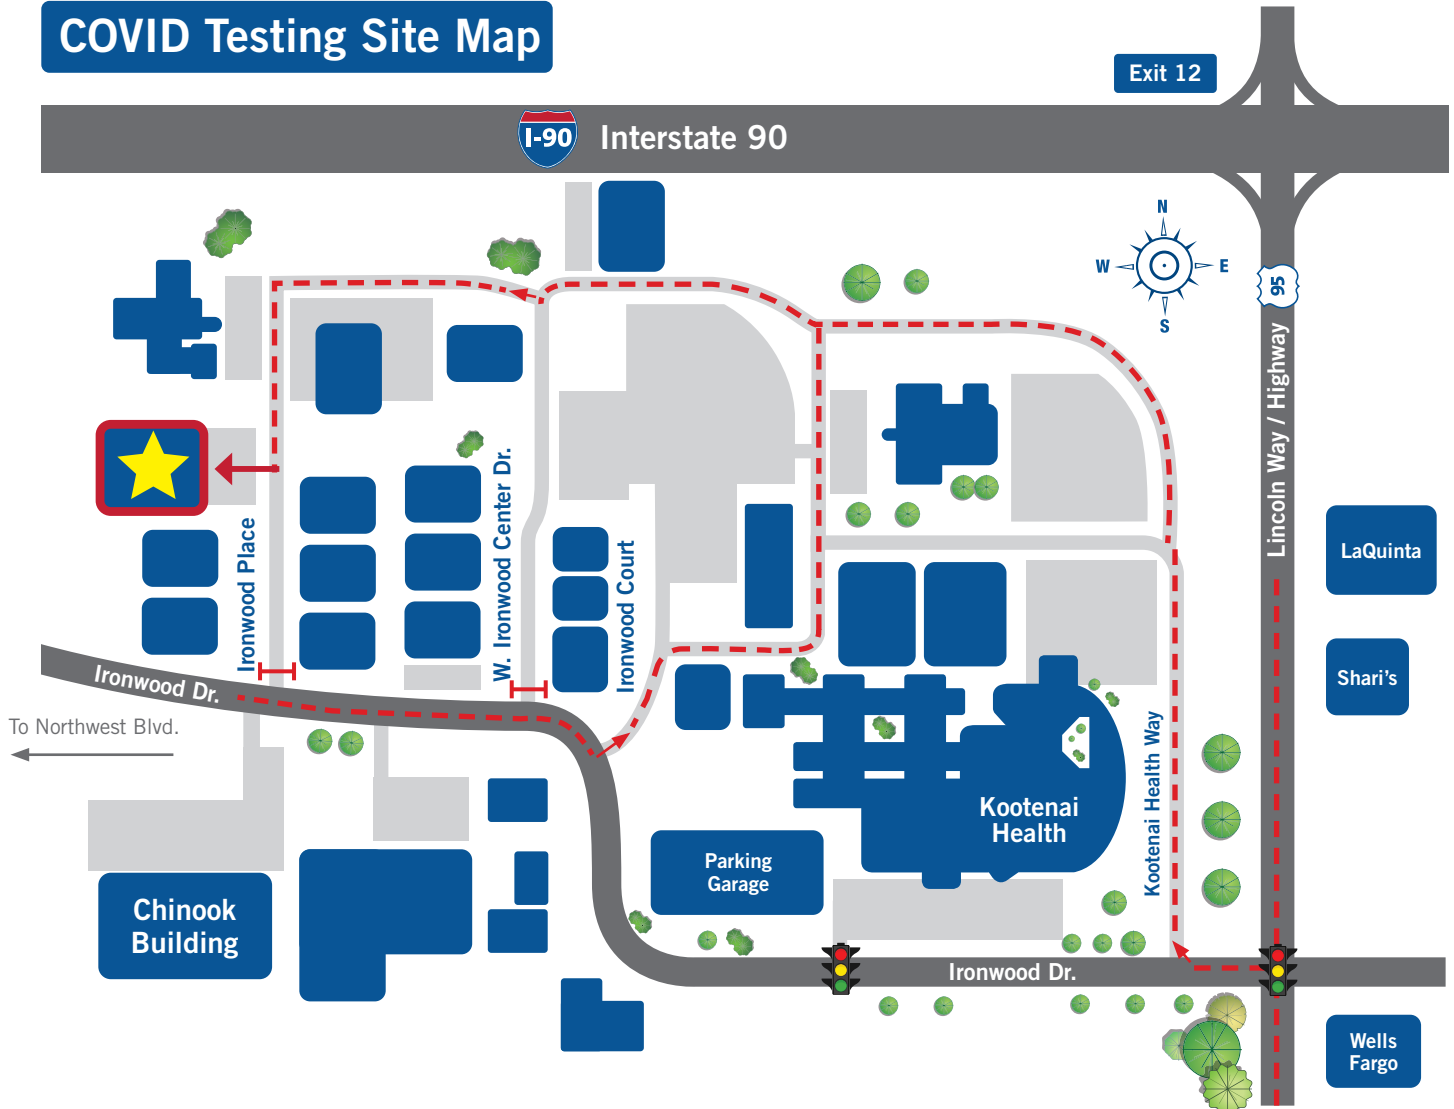 COVID Testing Site Map
Exit 12
I-90
Interstate 90
N
W
E
S
95
Lincoln Way / Highway
LaQuinta
Shari's
Ironwood Place
W. Ironwood Center Dr.
Ironwood Court
Ironwood Dr.
To Northwest Blvd.
Kootenai
Health
Kootenai Health Way
Parking
Garage
Chinook
Building
Ironwood Dr.
Wells
Fargo